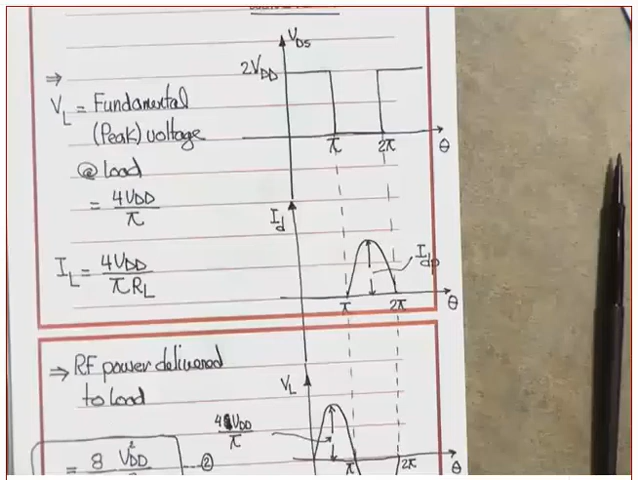 V_DS
⇒
2V_DD
V_L = Fundamental
(Peak) voltage
π 2π θ
@ load
= 4V_DD / π
I_d
I_L = 4V_DD / πR_L
I_dp
π 2π θ
⇒ RF power delivered
to load
V_L
4V_DD / π
= 8 V²_DD
②
π 2π θ